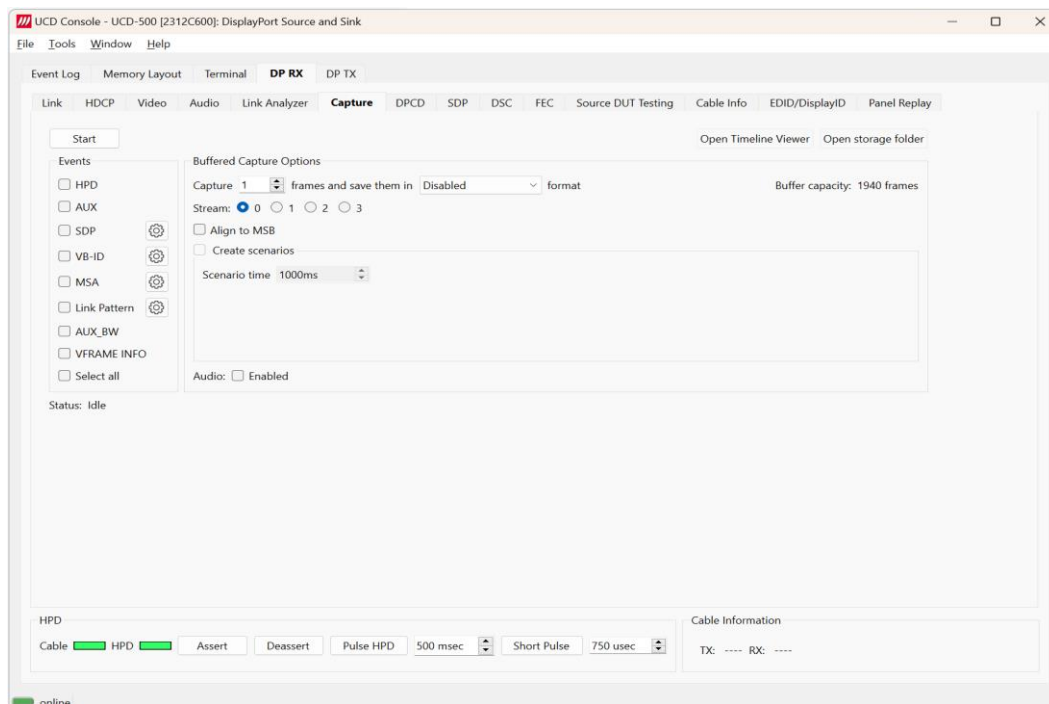 UCD Console - UCD-500 [2312C600]: DisplayPort Source and Sink
File Tools Window Help
Event Log Memory Layout Terminal DP RX DP TX
Link HDCP Video Audio Link Analyzer Capture DPCD SDP DSC FEC Source DUT Testing Cable Info EDID/DisplayID Panel Replay
Start Open Timeline Viewer Open storage folder
Events
HPD
AUX
SDP
VB-ID
MSA
Link Pattern
AUX_BW
VFRAME INFO
Select all
Buffered Capture Options
Capture 1 frames and save them in Disabled format Buffer capacity: 1940 frames
Stream: 0 1 2 3
Align to MSB
Create scenarios
Scenario time 1000ms
Audio: Enabled
Status: Idle
HPD
Cable HPD Assert Deassert Pulse HPD 500 msec Short Pulse 750 usec
Cable Information
TX: ---- RX: ----
online